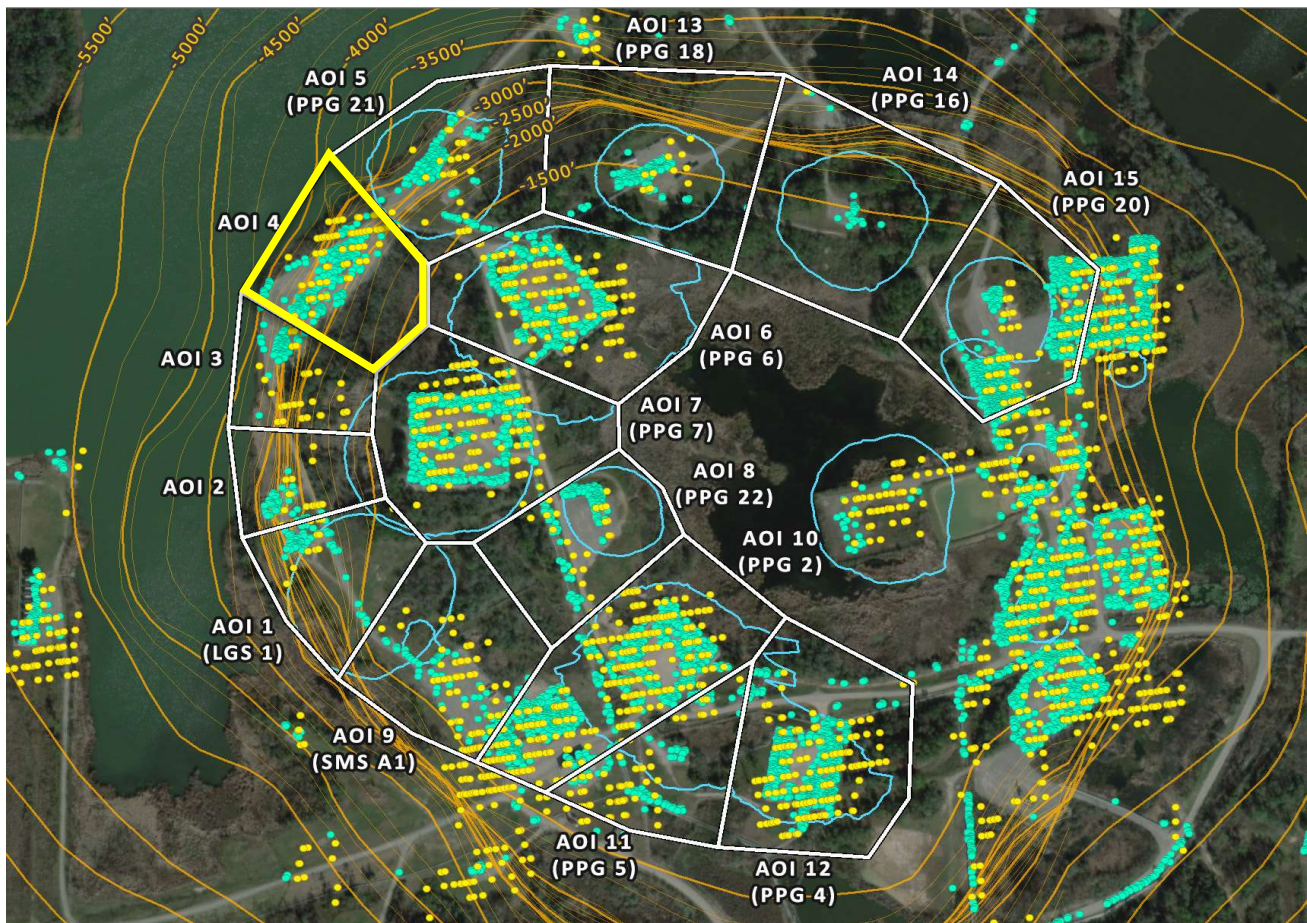 -5500'
-5000'
-4500'
-4000'
-3500'
-3000'
-2500'
-2000'
-1500'
AOI 13
(PPG 18)
AOI 5
(PPG 21)
AOI 14
(PPG 16)
AOI 15
(PPG 20)
AOI 4
AOI 3
AOI 6
(PPG 6)
AOI 7
(PPG 7)
AOI 2
AOI 8
(PPG 22)
AOI 10
(PPG 2)
AOI 1
(LGS 1)
AOI 9
(SMS A1)
AOI 11
(PPG 5)
AOI 12
(PPG 4)